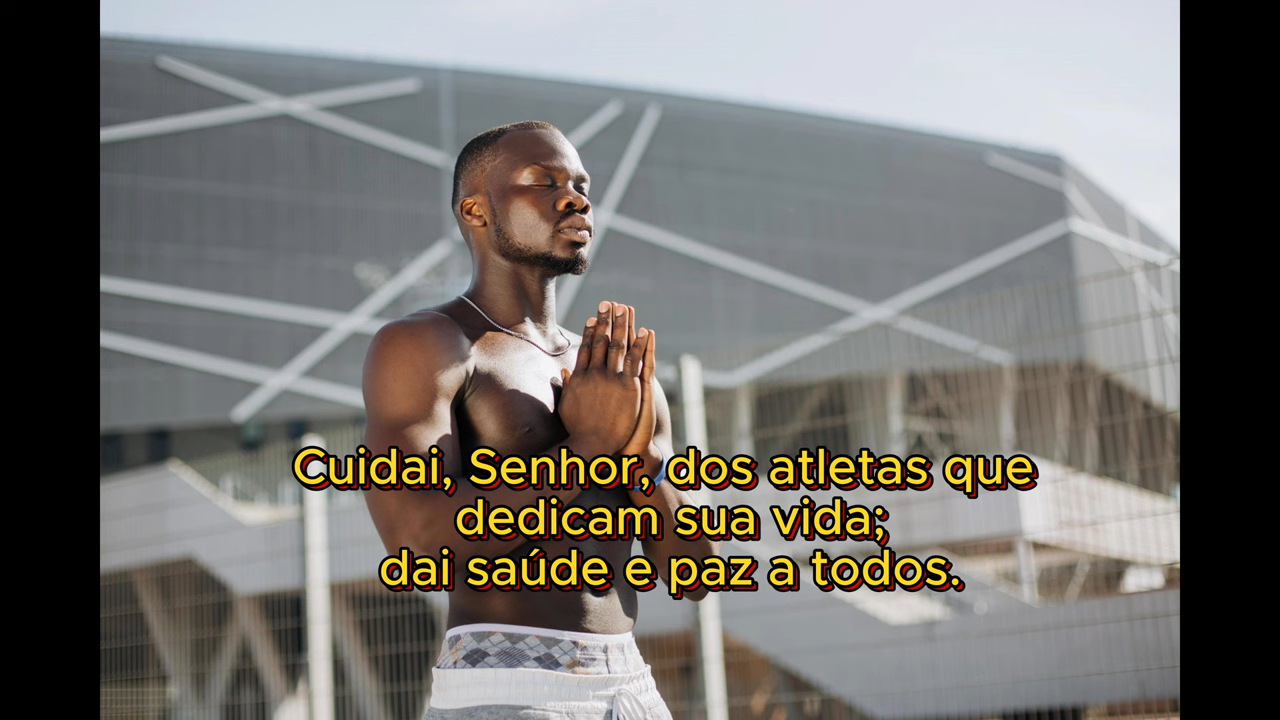 Cuidai, Senhor, dos atletas que
dedicam sua vida;
dai saúde e paz a todos.